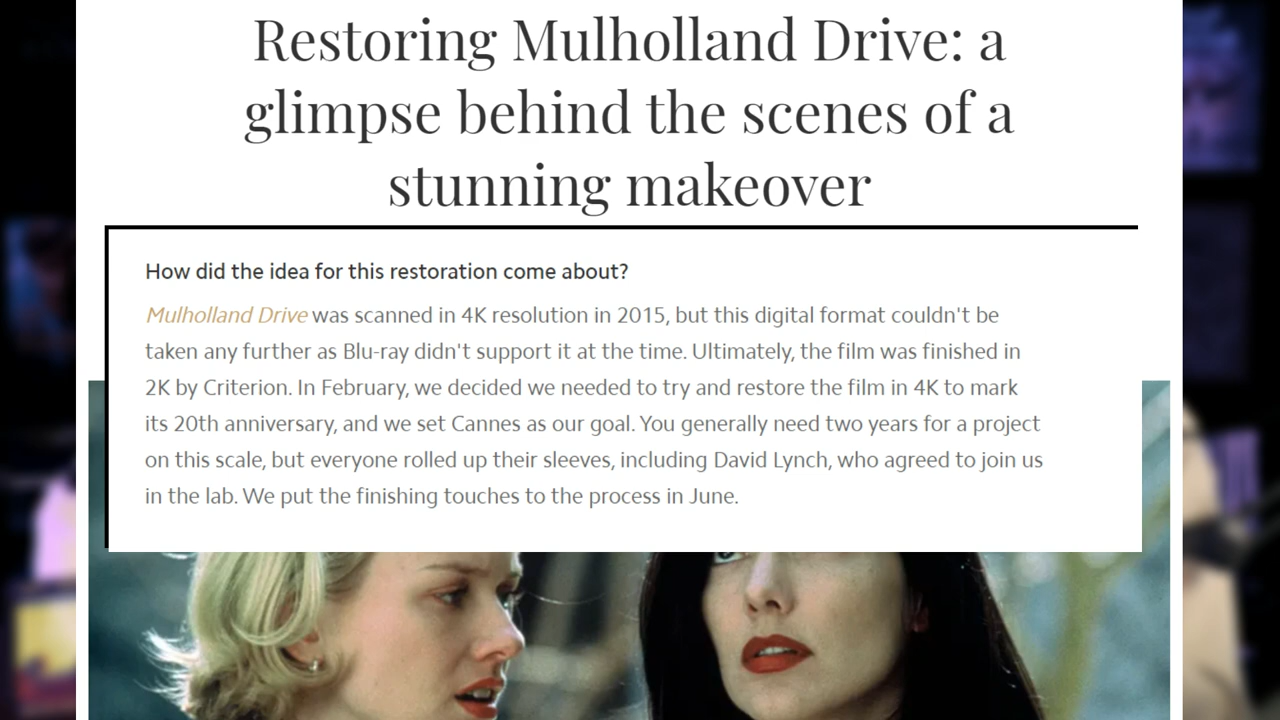 Restoring Mulholland Drive: a
glimpse behind the scenes of a
stunning makeover
How did the idea for this restoration come about?
Mulholland Drive was scanned in 4K resolution in 2015, but this digital format couldn't be
taken any further as Blu-ray didn't support it at the time. Ultimately, the film was finished in
2K by Criterion. In February, we decided we needed to try and restore the film in 4K to mark
its 20th anniversary, and we set Cannes as our goal. You generally need two years for a project
on this scale, but everyone rolled up their sleeves, including David Lynch, who agreed to join us
in the lab. We put the finishing touches to the process in June.